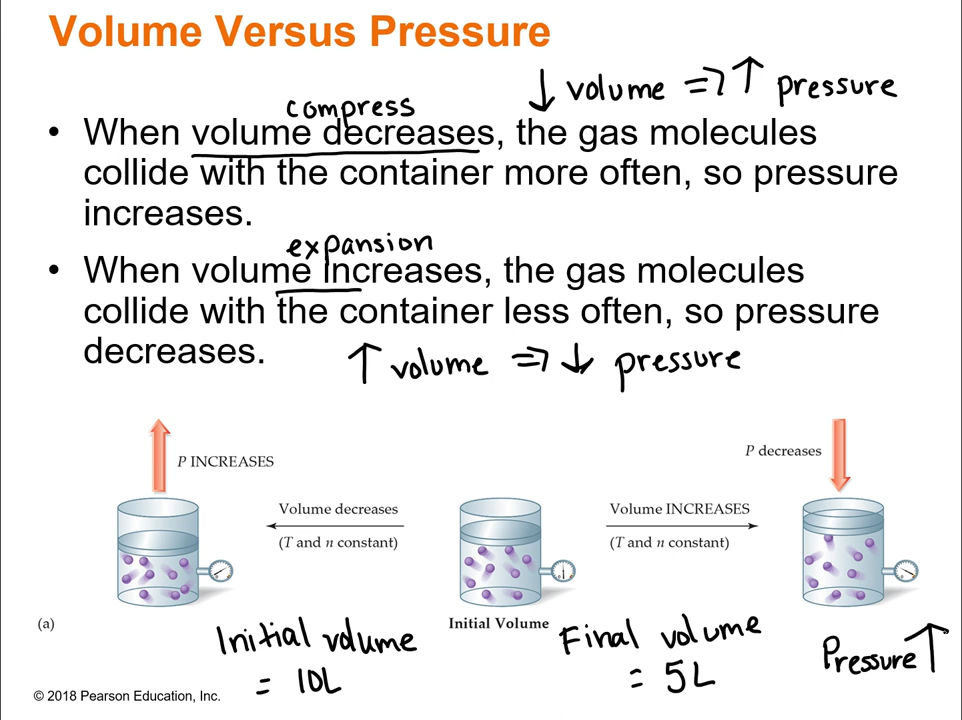 Volume Versus Pressure
↓ volume => ↑ pressure
compress
• When volume decreases, the gas molecules
collide with the container more often, so pressure
increases.
expansion
• When volume increases, the gas molecules
collide with the container less often, so pressure
decreases.
↑ volume => ↓ pressure
P INCREASES
P decreases
Volume decreases
(T and n constant)
Volume INCREASES
(T and n constant)
(a)
Initial Volume
Initial volume
= 10L
Final volume
= 5L
Pressure ↑
© 2018 Pearson Education, Inc.